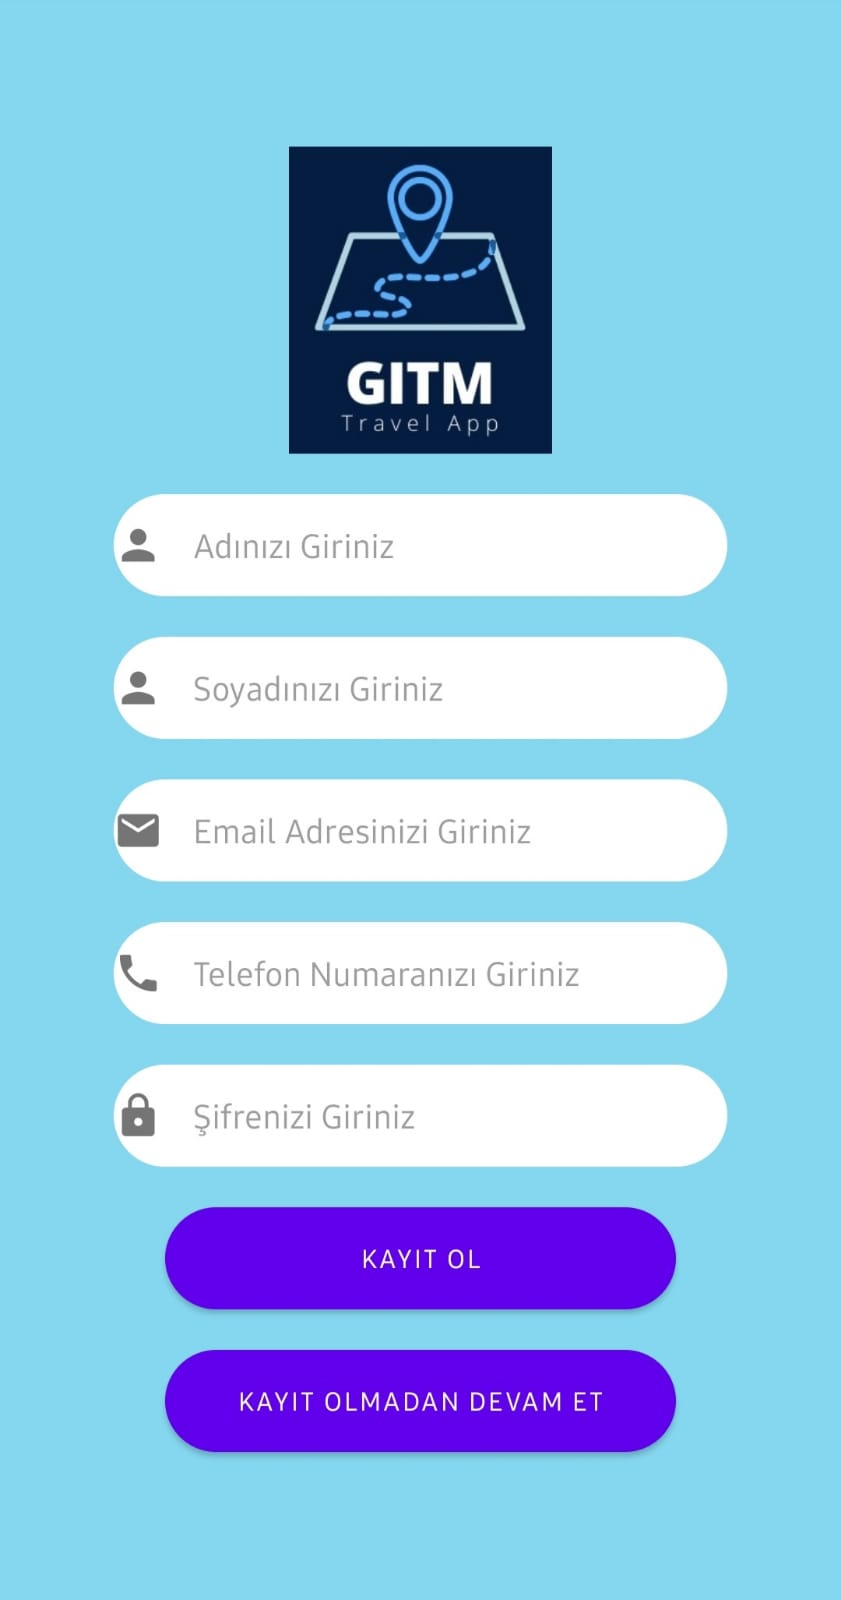 GITM
Travel App
Adınızı Giriniz
Soyadınızı Giriniz
Email Adresinizi Giriniz
Telefon Numaranızı Giriniz
Şifrenizi Giriniz
KAYIT OL
KAYIT OLMADAN DEVAM ET